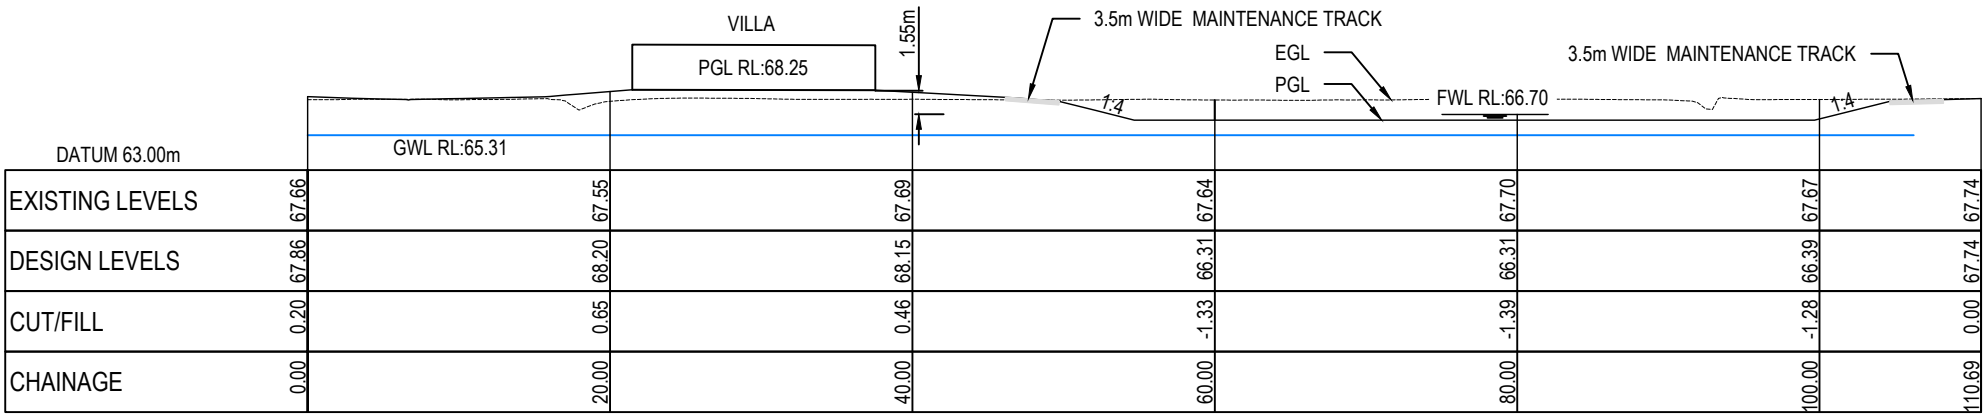 VILLA
PGL RL:68.25
1.55m
3.5m WIDE MAINTENANCE TRACK
EGL
PGL
3.5m WIDE MAINTENANCE TRACK
1:4
FWL RL:66.70
1:4
GWL RL:65.31
DATUM 63.00m
EXISTING LEVELS 67.66 67.55 67.69 67.64 67.70 67.67 67.74
DESIGN LEVELS 67.86 68.20 68.15 66.31 66.31 66.39 67.74
CUT/FILL 0.20 0.65 0.46 -1.33 -1.39 -1.28 0.00
CHAINAGE 0.00 20.00 40.00 60.00 80.00 100.00 110.69